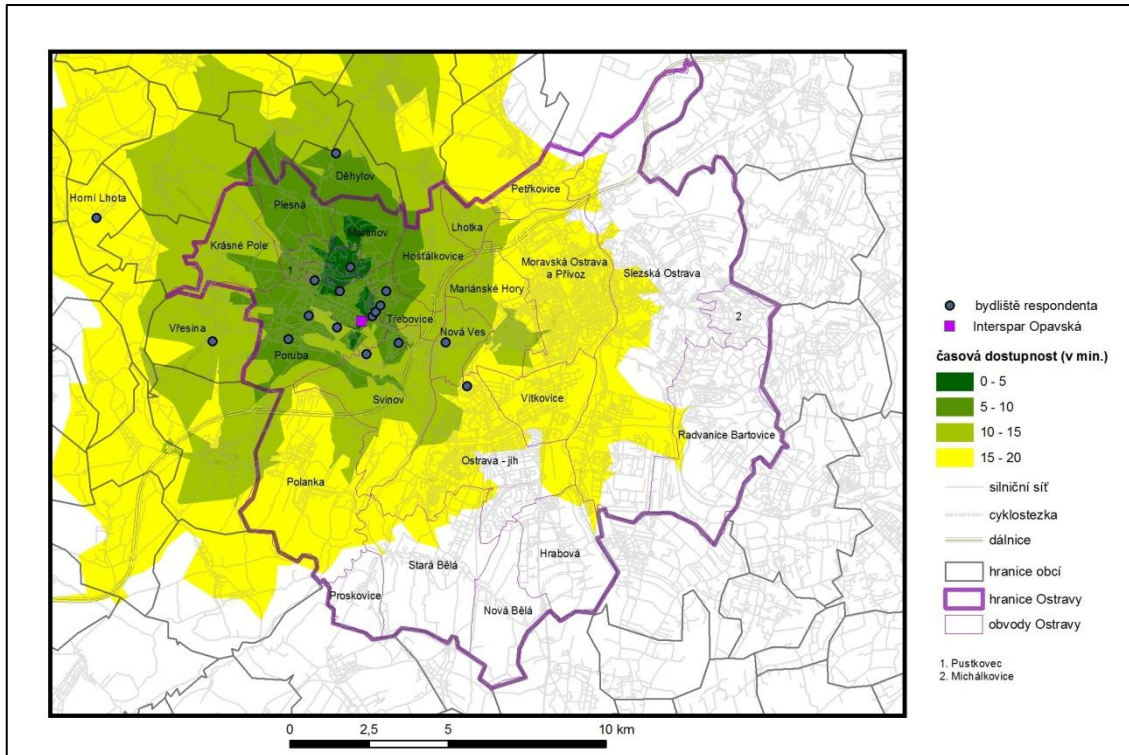 Horní Lhota
Děhylov
Plesná
Krásné Pole
Martinov
1
Hošťálkovice
Lhotka
Petřkovice
Moravská Ostrava
a Přívoz
Slezská Ostrava
Mariánské Hory
2
Vřesina
Třebovice
Nová Ves
Poruba
Svinov
Vítkovice
Radvanice Bartovice
Ostrava - jih
Polanka
Hrabová
Stará Bělá
Proskovice
Nová Bělá
bydliště respondenta
Interspar Opavská
časová dostupnost (v min.)
0 - 5
5 - 10
10 - 15
15 - 20
silniční síť
cyklostezka
dálnice
hranice obcí
hranice Ostravy
obvody Ostravy
1. Pustkovec
2. Michálkovice
0 2,5 5 10 km